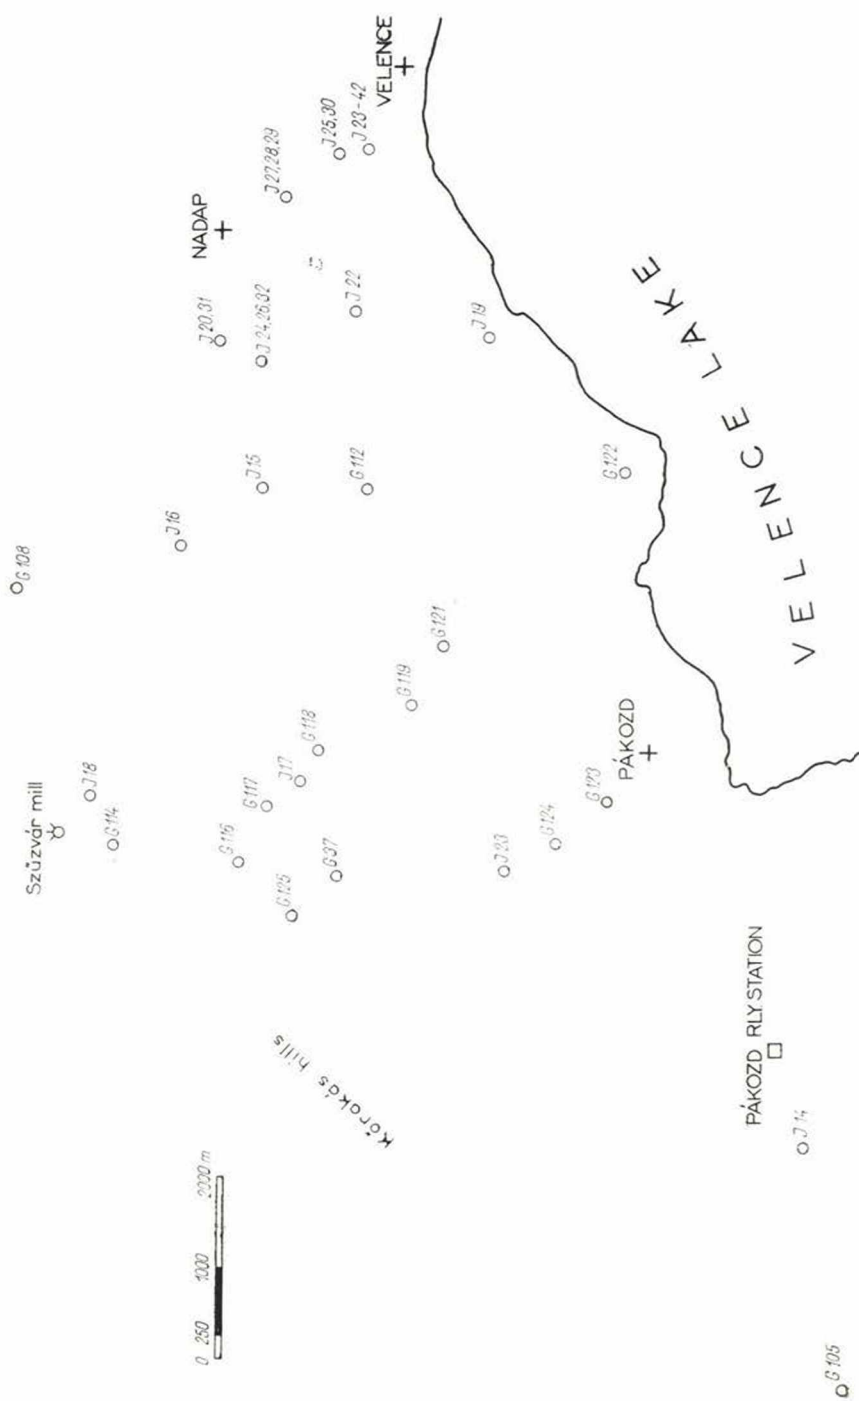 VELENCE
J 25,30
J 23-42
J 27,28,29
NADAP
J 22
J 20,31
J 24,26,32
J 19
J 15
G 112
G 122
J 16
G 108
G 121
G 119
G 118
J 17
G 117
G 116
G 37
G 125
J 18
G 114
Szűzvár mill
PÁKOZD
G 123
G 124
J 23
VELENCE LAKE
Kőrakás hills
PÁKOZD RLY. STATION
J 14
G 105
0 250 1000 2000 m